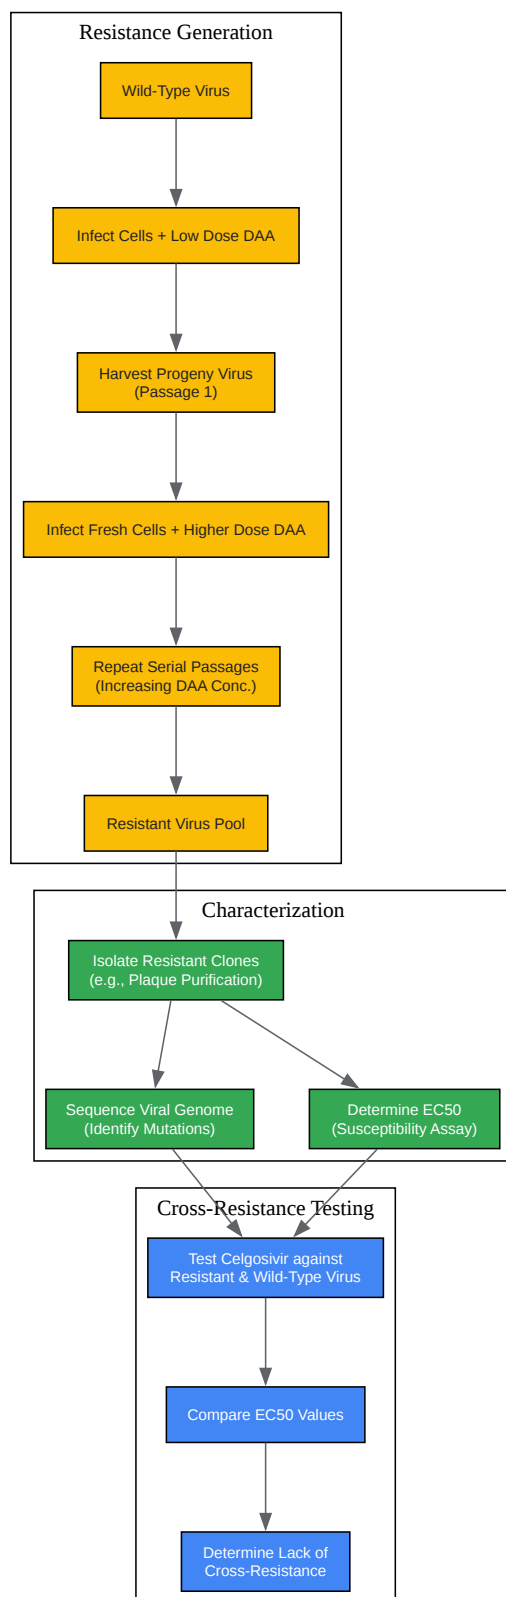 Resistance Generation
Wild-Type Virus
Infect Cells + Low Dose DAA
Harvest Progeny Virus
(Passage 1)
Infect Fresh Cells + Higher Dose DAA
Repeat Serial Passages
(Increasing DAA Conc.)
Resistant Virus Pool
Characterization
Isolate Resistant Clones
(e.g., Plaque Purification)
Sequence Viral Genome
(Identify Mutations)
Determine EC50
(Susceptibility Assay)
Cross-Resistance Testing
Test Celgosivir against
Resistant & Wild-Type Virus
Compare EC50 Values
Determine Lack of
Cross-Resistance